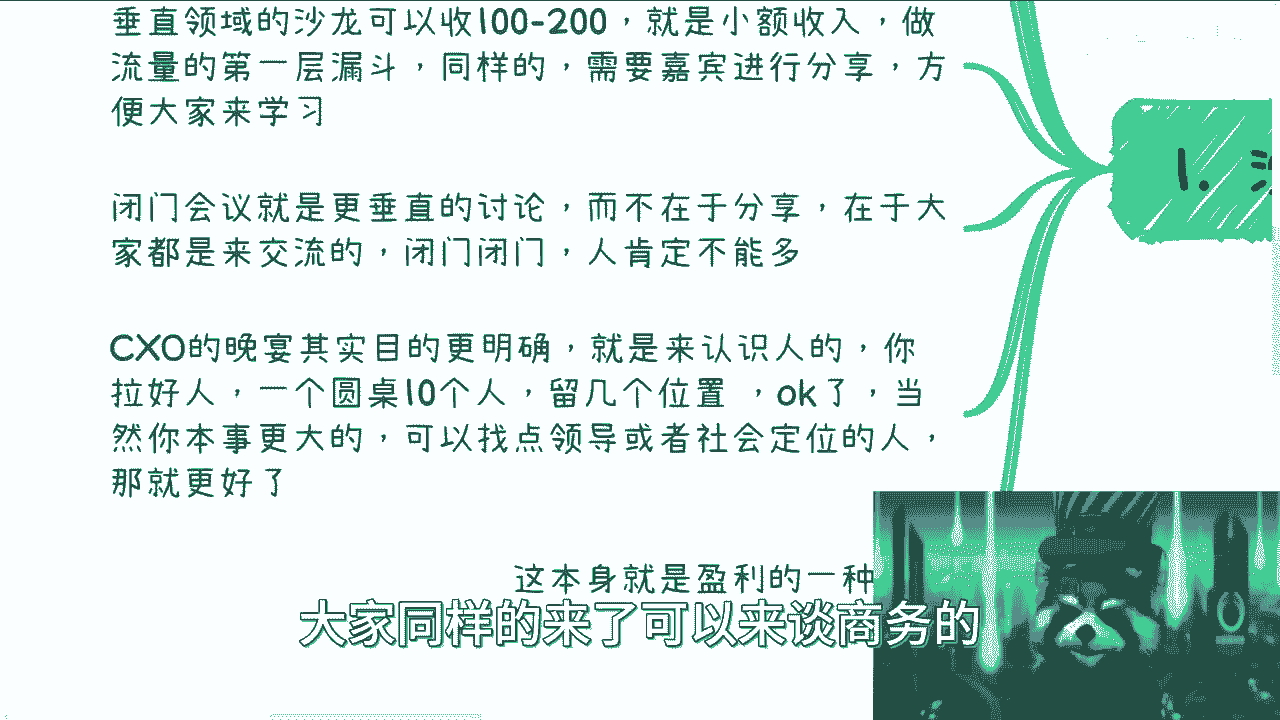 垂直领域的沙龙可以收100-200，就是小额收入，做
流量的第一层漏斗，同样的，需要嘉宾进行分享，方
便大家来学习
闭门会议就是更垂直的讨论，而不在于分享，在于大
家都是来交流的，闭门闭门，人肯定不能多
CXO的晚宴其实目的更明确，就是来认识人的，你
拉好人，一个圆桌10个人，留几个位置 ，ok了，当
然你本事更大的，可以找点领导或者社会定位的人，
那就更好了
1.
这本身就是盈利的一种
大家同样的来了可以来谈商务的